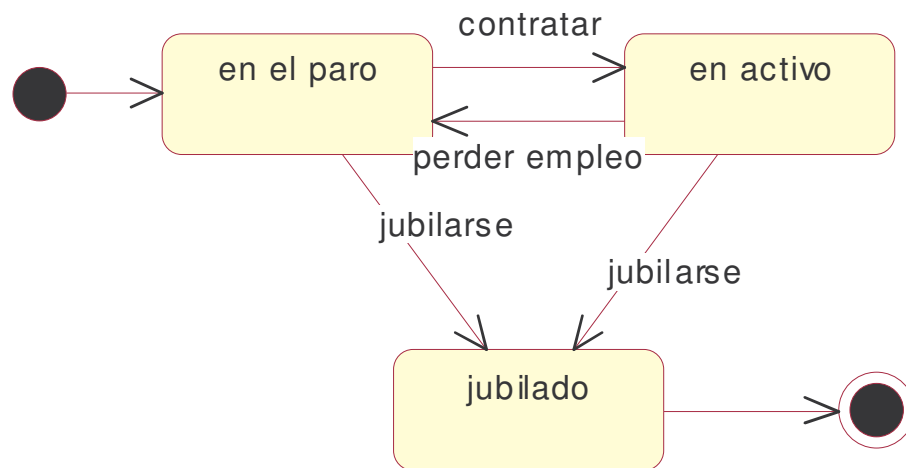 contratar
en el paro
en activo
perder empleo
jubilarse
jubilarse
jubilado